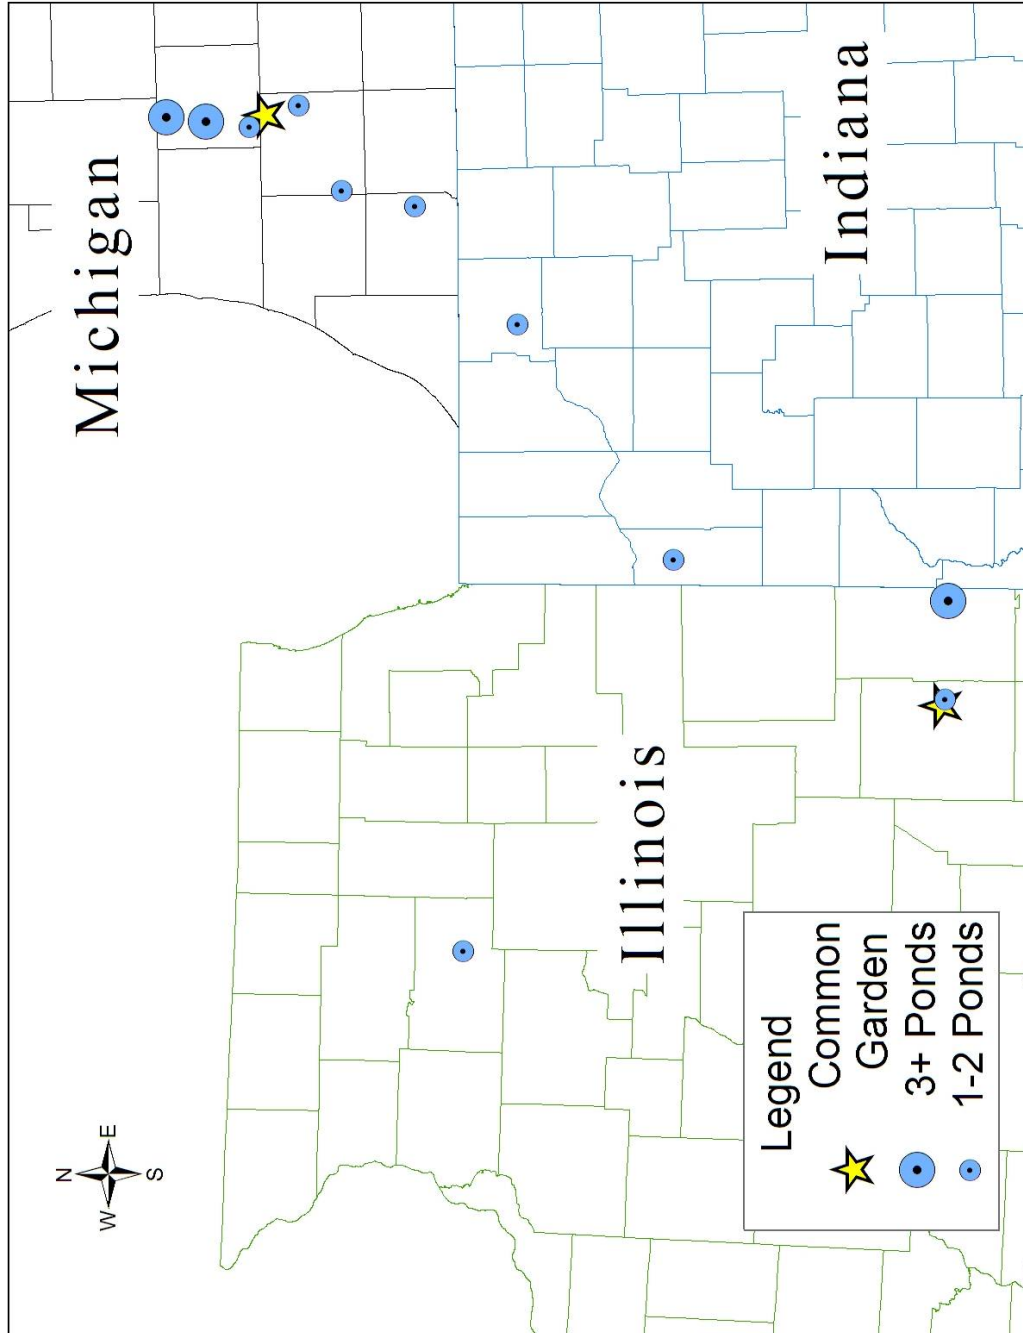 Michigan
Indiana
Illinois
N
W
E
S
Legend
Common
Garden
3+ Ponds
1-2 Ponds